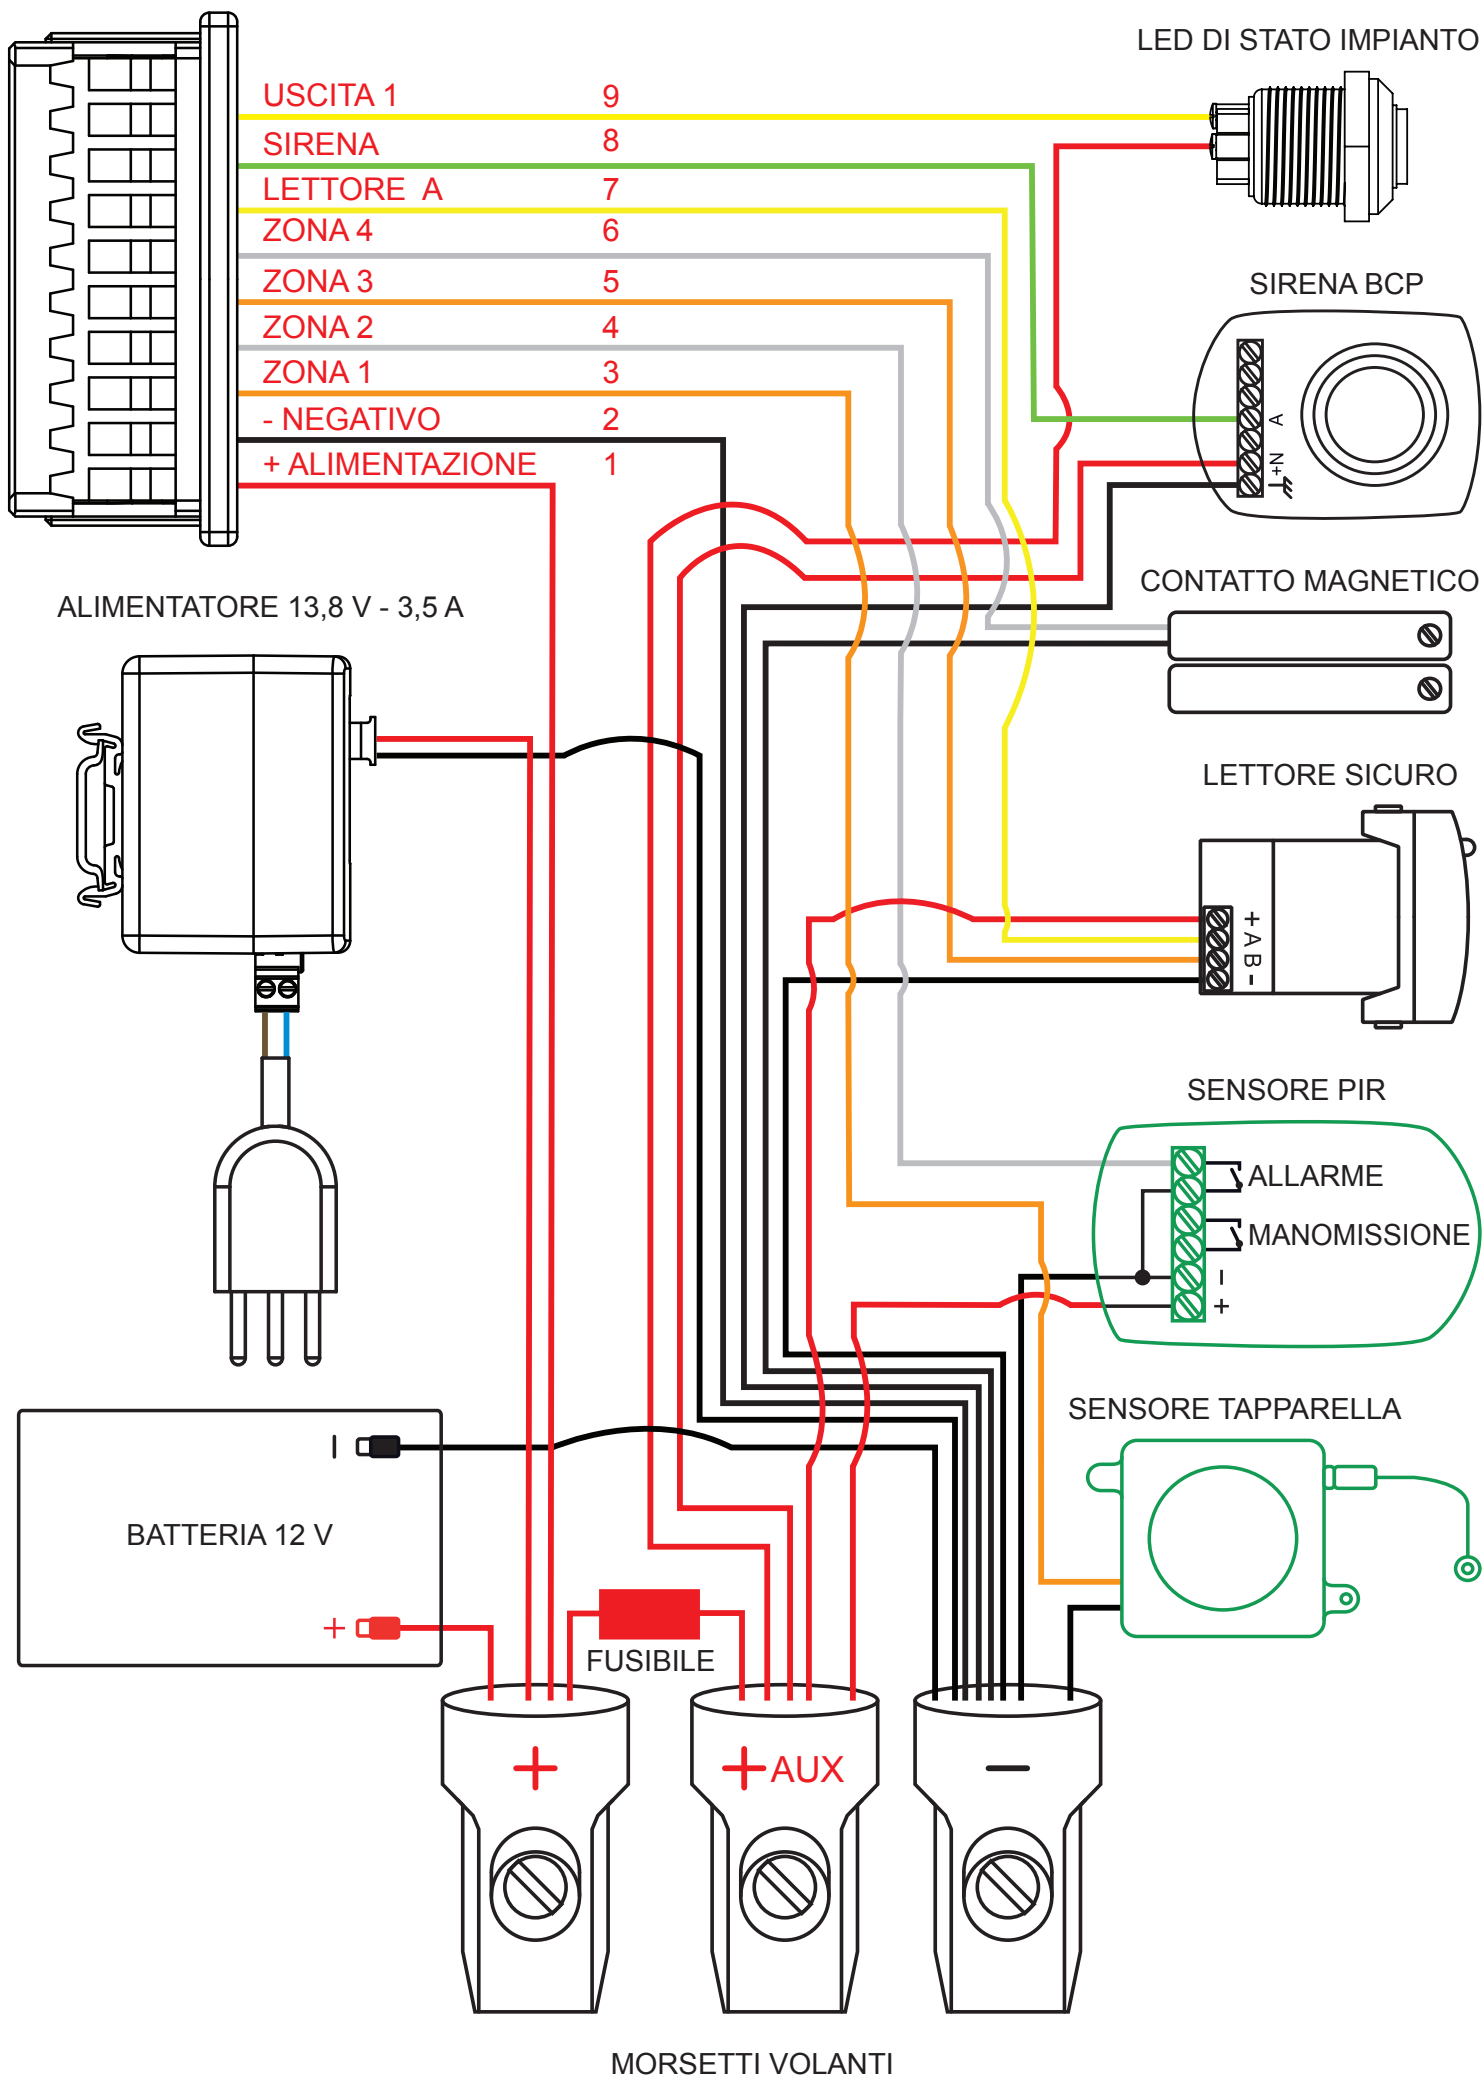 LED DI STATO IMPIANTO
USCITA 1 9
SIRENA 8
LETTORE A 7
ZONA 4 6
ZONA 3 5
ZONA 2 4
ZONA 1 3
- NEGATIVO 2
+ ALIMENTAZIONE 1
SIRENA BCP
A
N
+
ALIMENTATORE 13,8 V - 3,5 A
CONTATTO MAGNETICO
LETTORE SICURO
+ A B -
SENSORE PIR
ALLARME
MANOMISSIONE
-
+
SENSORE TAPPARELLA
-
BATTERIA 12 V
+
FUSIBILE
+
+ AUX
-
MORSETTI VOLANTI